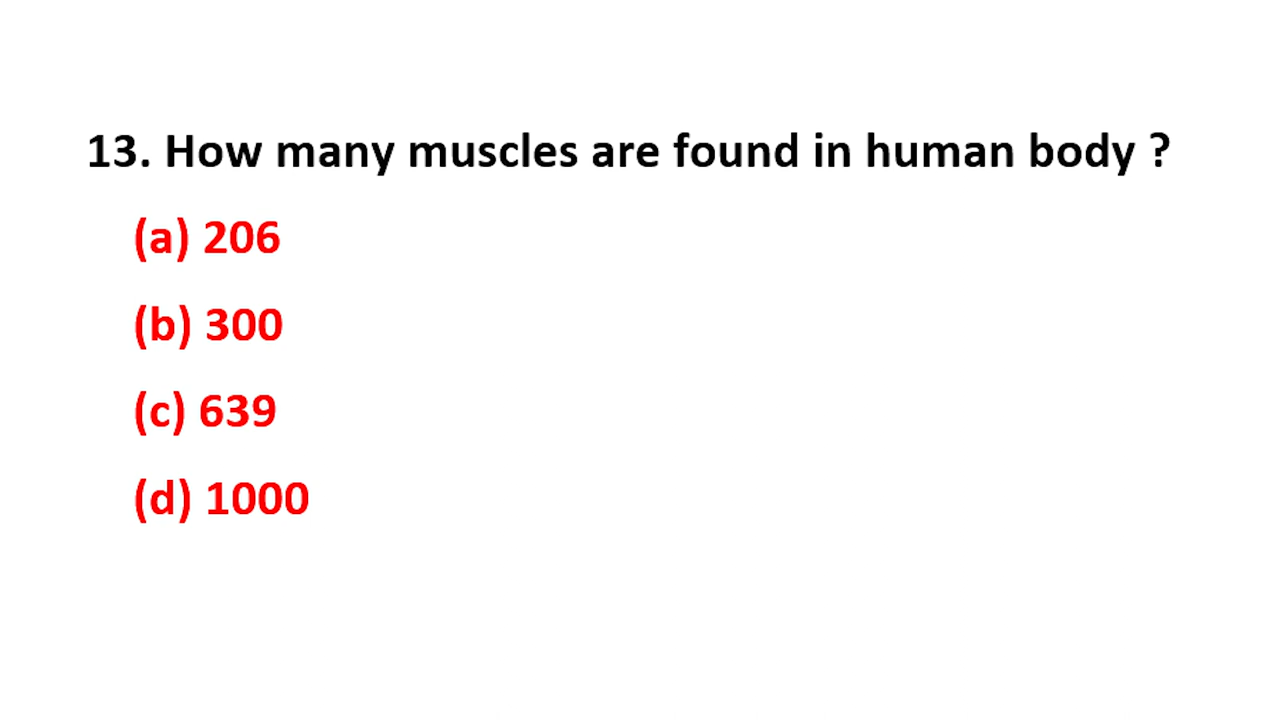 13. How many muscles are found in human body ?
(a) 206
(b) 300
(c) 639
(d) 1000